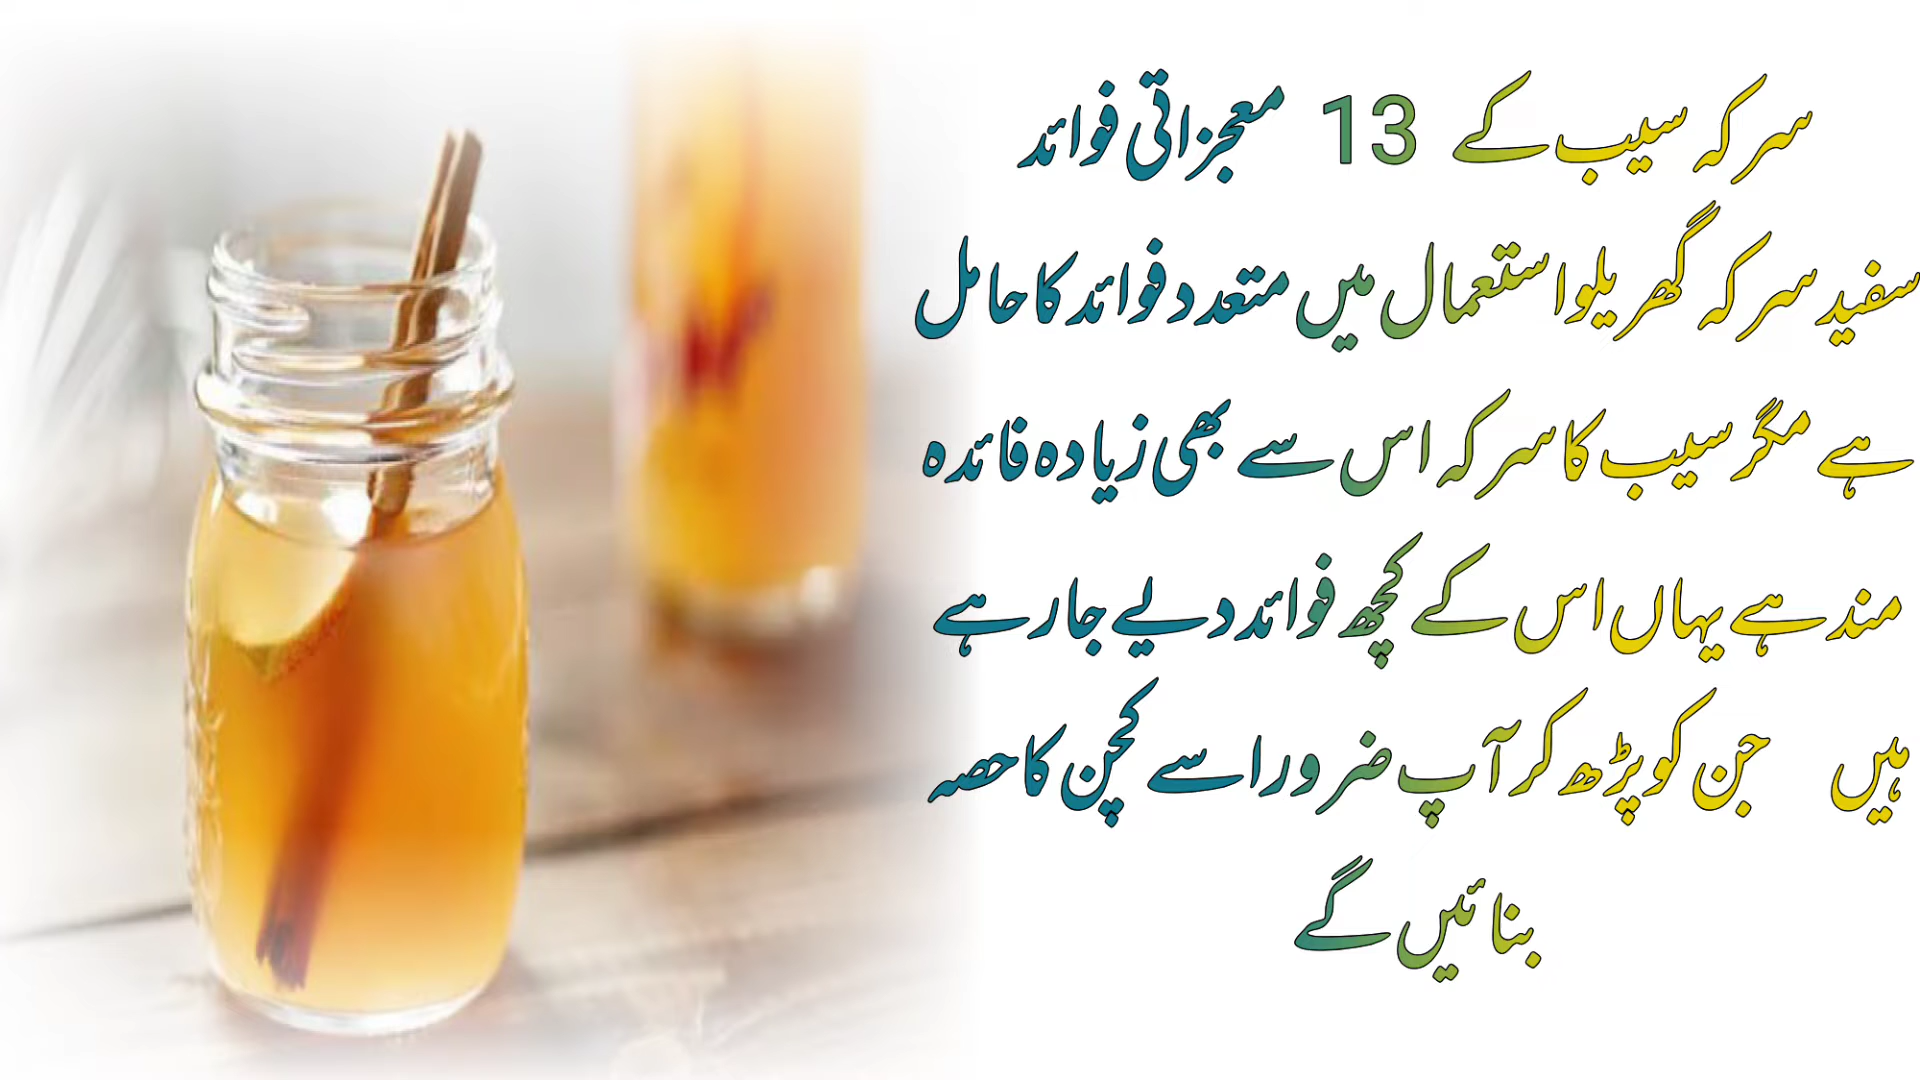 سرکہ سیب کے 13 معجزاتی فوائد
سفید سرکہ گھریلو استعمال میں متعدد فوائد کا حامل
ہے مگر سیب کا سرکہ اس سے بھی زیادہ فائدہ
مند ہے یہاں اس کے کچھ فوائد دیے جا رہے
ہیں جن کو پڑھ کر آپ ضرور اسے کچن کا حصہ
بنائیں گے